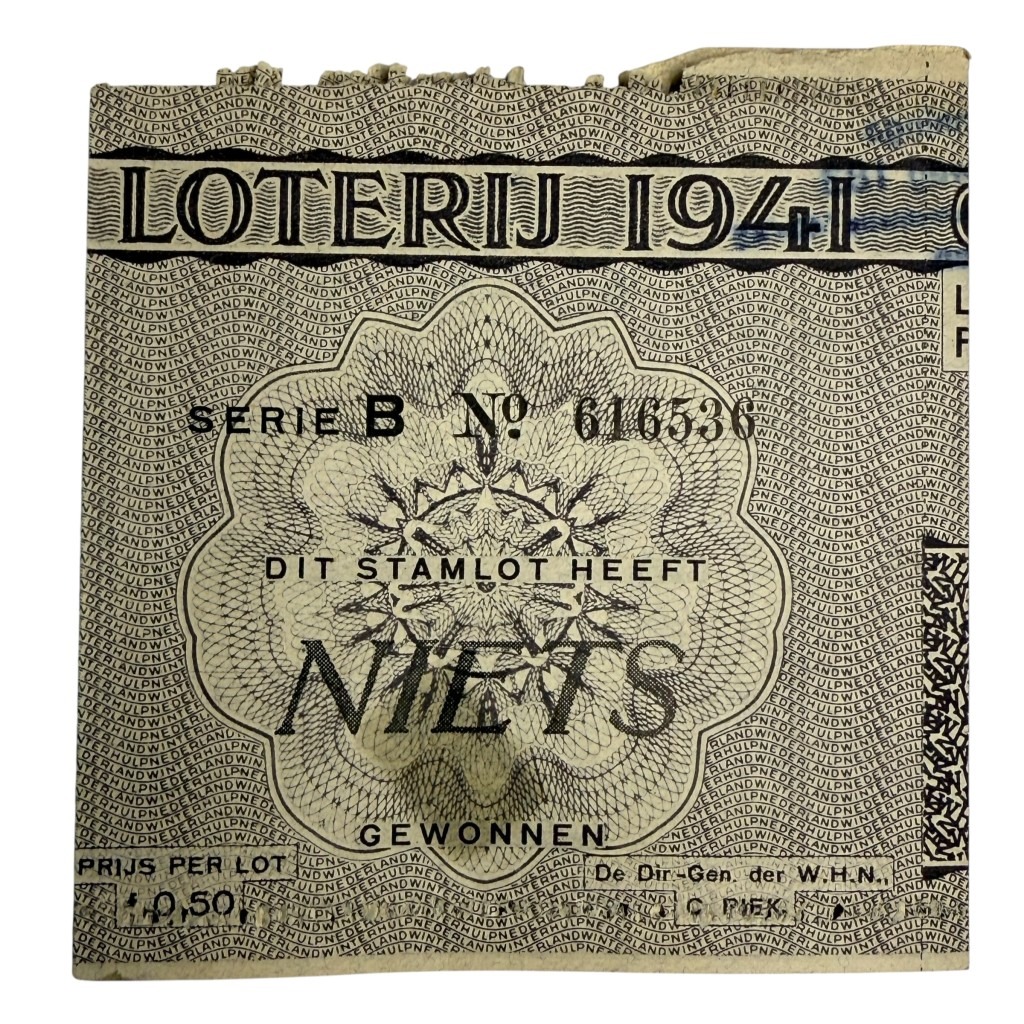 LOTERIJ 1941
SERIE B Nº 616536
DIT STAMLOT HEEFT
NIETS
GEWONNEN
PRIJS PER LOT
0,50
De Dir-Gen. der W.H.N.,
C. PIEK.